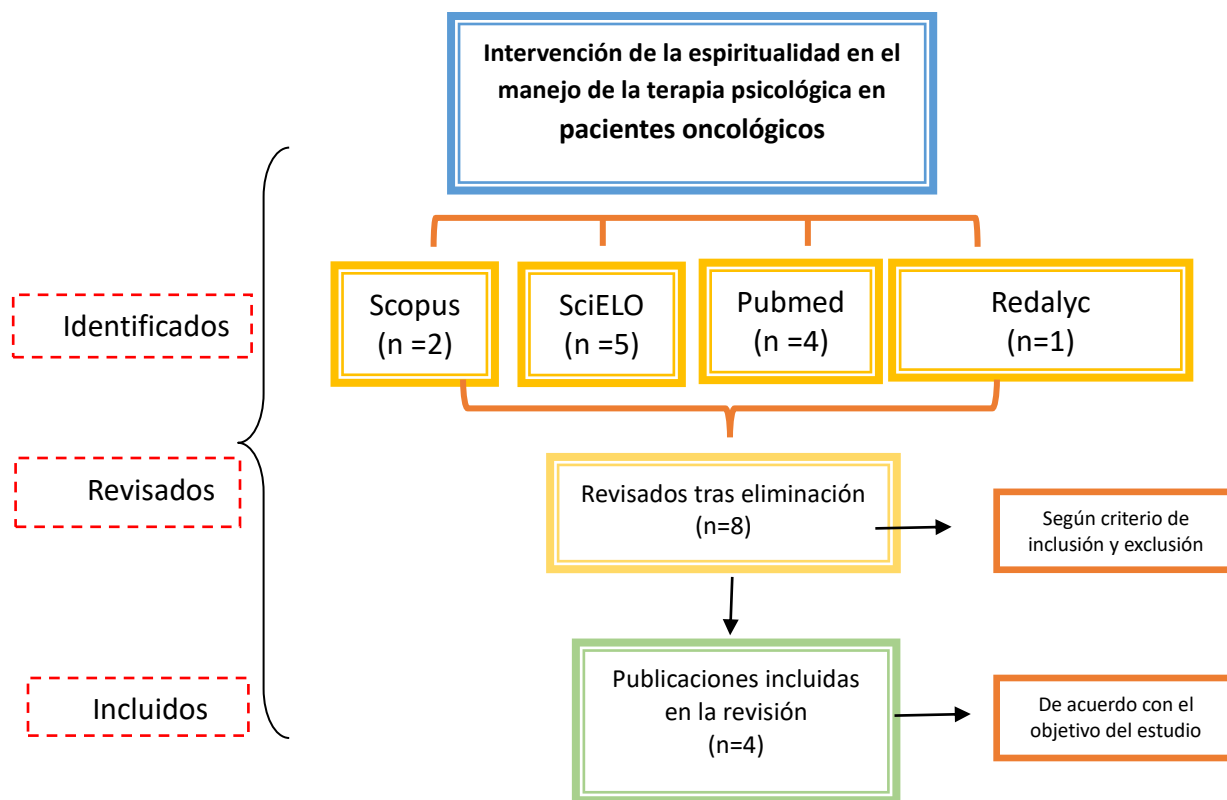 Intervención de la espiritualidad en el
manejo de la terapia psicológica en
pacientes oncológicos
Identificados
Scopus
(n =2)
SciELO
(n =5)
Pubmed
(n =4)
Redalyc
(n=1)
Revisados
Revisados tras eliminación
(n=8)
Según criterio de
inclusión y exclusión
Incluidos
Publicaciones incluidas
en la revisión
(n=4)
De acuerdo con el
objetivo del estudio